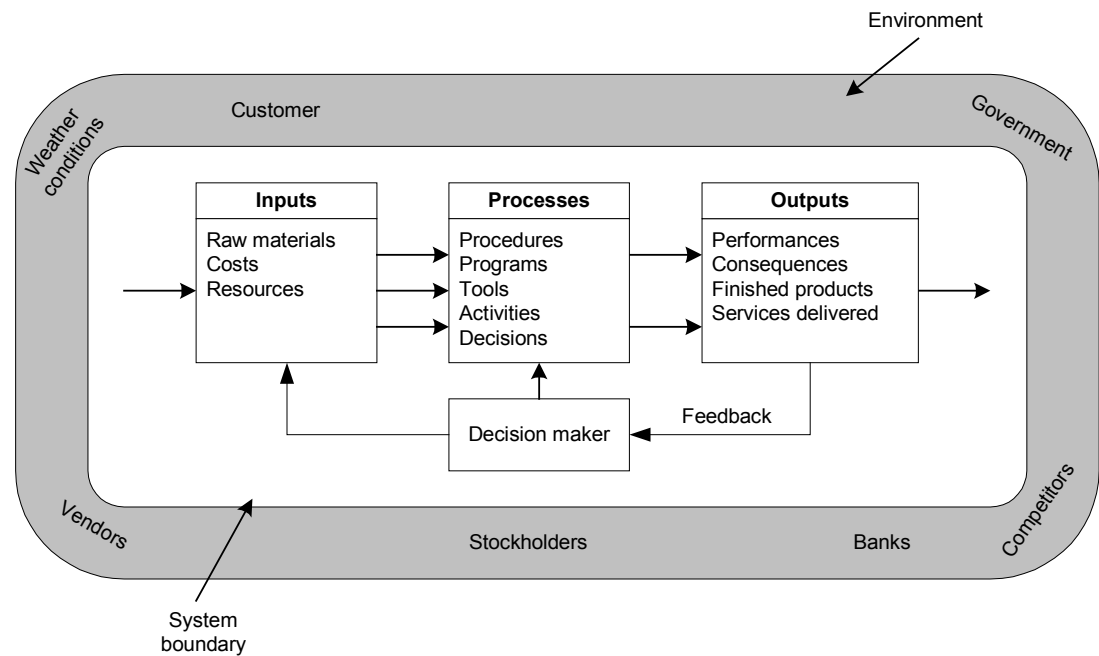 Environment
Customer
Government
Weather
conditions
Inputs
Raw materials
Costs
Resources
Processes
Procedures
Programs
Tools
Activities
Decisions
Outputs
Performances
Consequences
Finished products
Services delivered
Decision maker
Feedback
Vendors
Stockholders
Banks
Competitors
System
boundary